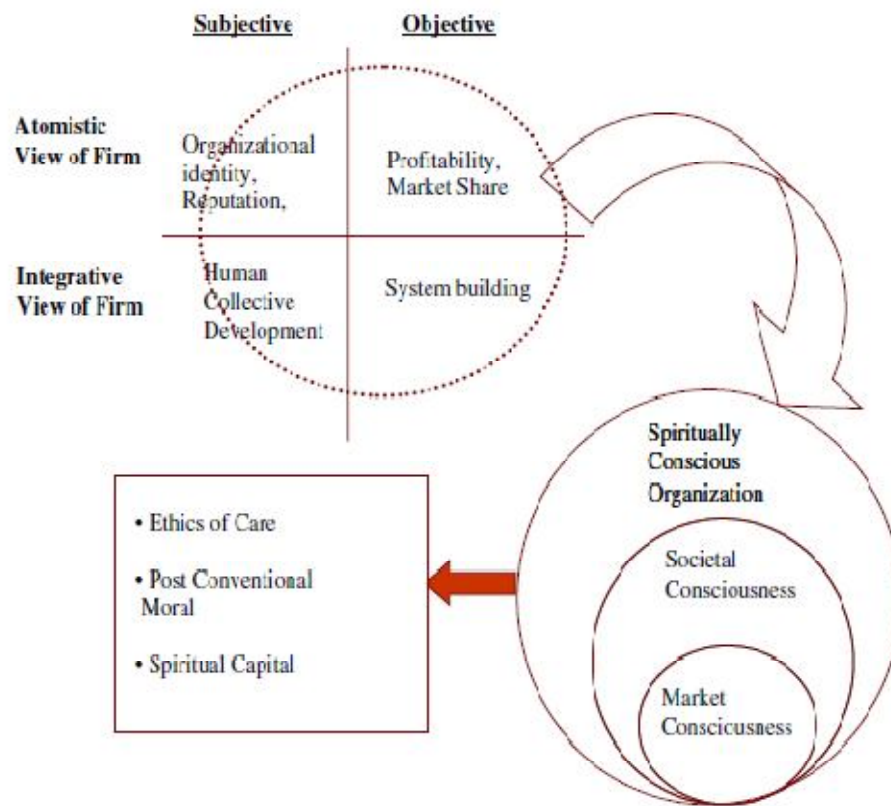 Subjective
Objective
Atomistic
View of Firm
Organizational
identity,
Reputation,
Profitability,
Market Share
Integrative
View of Firm
Human
Collective
Development
System building
Spiritually
Conscious
Organization
Societal
Consciousness
Market
Consciusness
• Ethics of Care
• Post Conventional
Moral
• Spiritual Capital